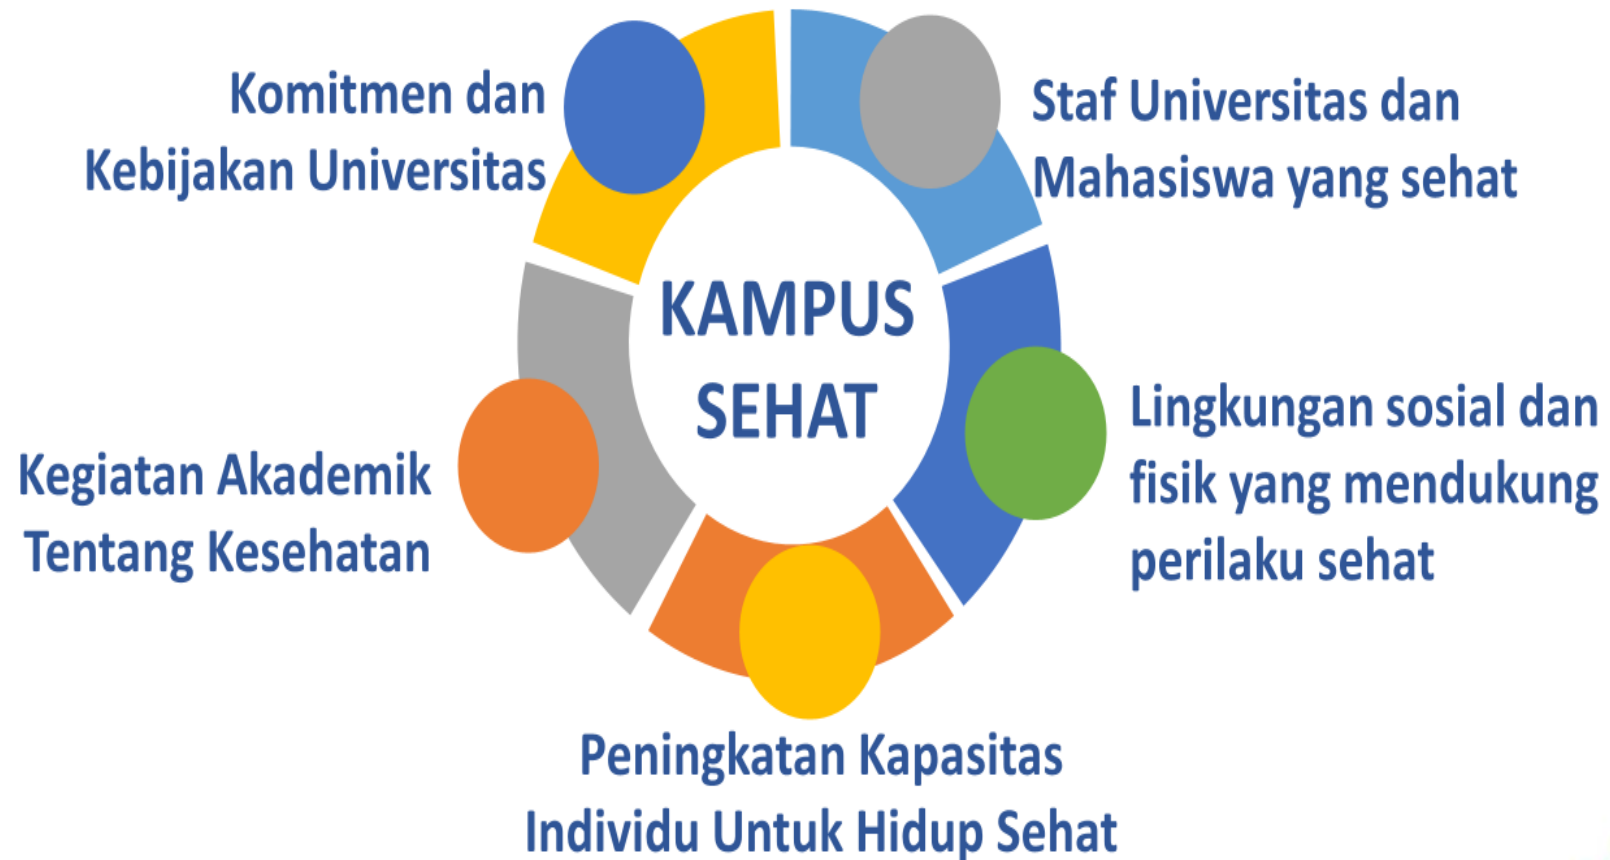 Komitmen dan
Kebijakan Universitas
Staf Universitas dan
Mahasiswa yang sehat
KAMPUS
SEHAT
Lingkungan sosial dan
fisik yang mendukung
perilaku sehat
Kegiatan Akademik
Tentang Kesehatan
Peningkatan Kapasitas
Individu Untuk Hidup Sehat